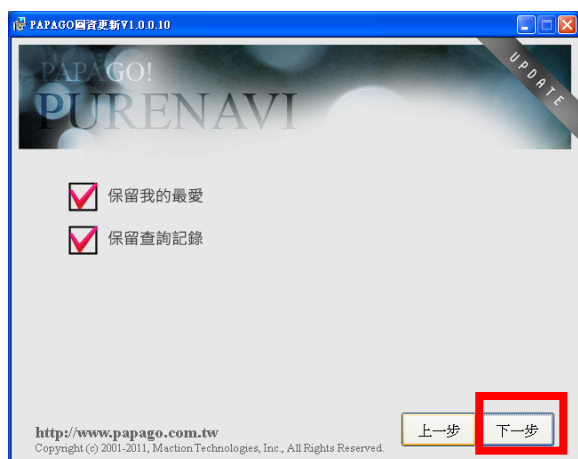 PAPAGO圖資更新V1.0.0.10
UPDATE
PAPAGO!
PURENAVI
保留我的最愛
保留查詢記錄
上一步
下一步
http://www.papago.com.tw
Copyright (c) 2001-2011, Maction Technologies, Inc., All Rights Reserved.